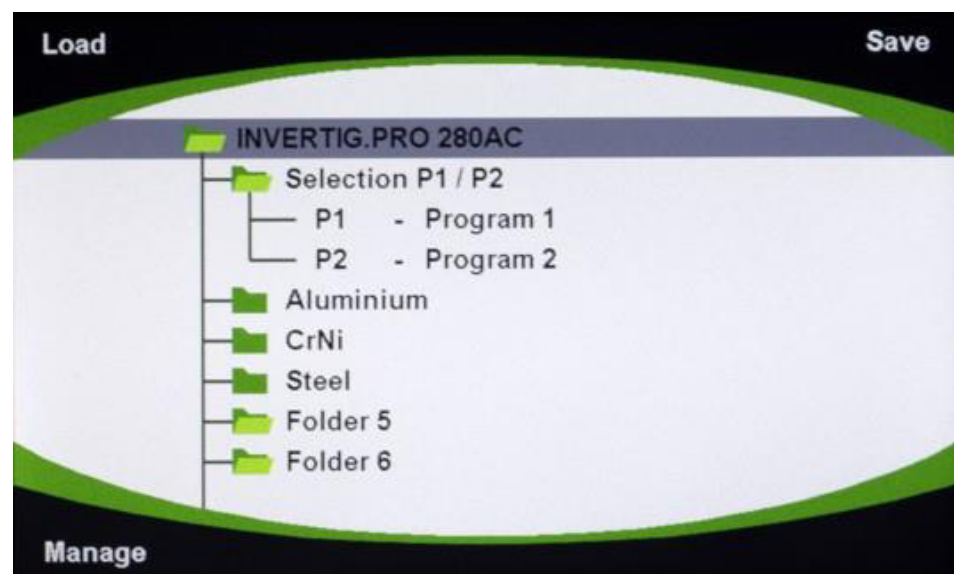 Load
Save
INVERTIG.PRO 280AC
Selection P1 / P2
P1 - Program 1
P2 - Program 2
Aluminium
CrNi
Steel
Folder 5
Folder 6
Manage